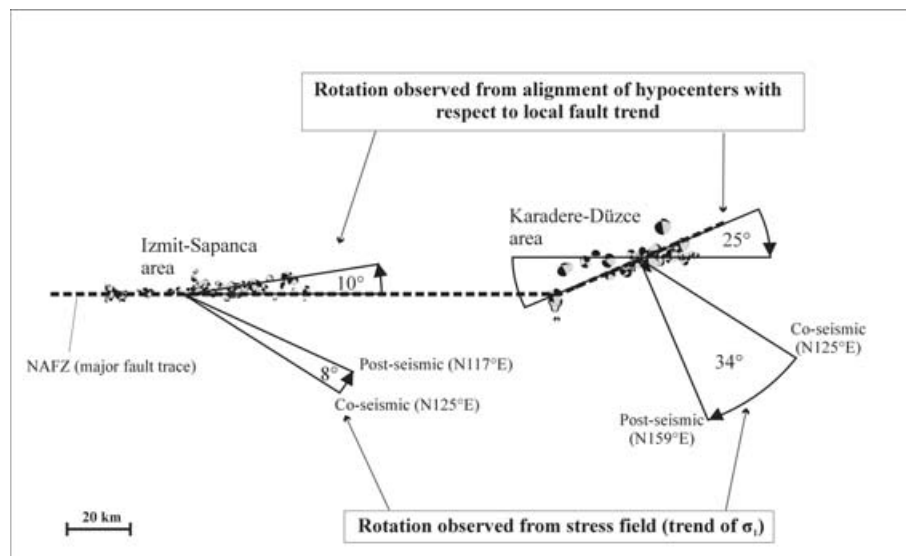 Rotation observed from alignment of hypocenters with
respect to local fault trend
Karadere-Düzce
area
25°
Izmit-Sapanca
area
10°
NAFZ (major fault trace)
8°
Post-seismic (N117°E)
Co-seismic (N125°E)
Co-seismic
(N125°E)
34°
Post-seismic
(N159°E)
20 km
Rotation observed from stress field (trend of σ₁)